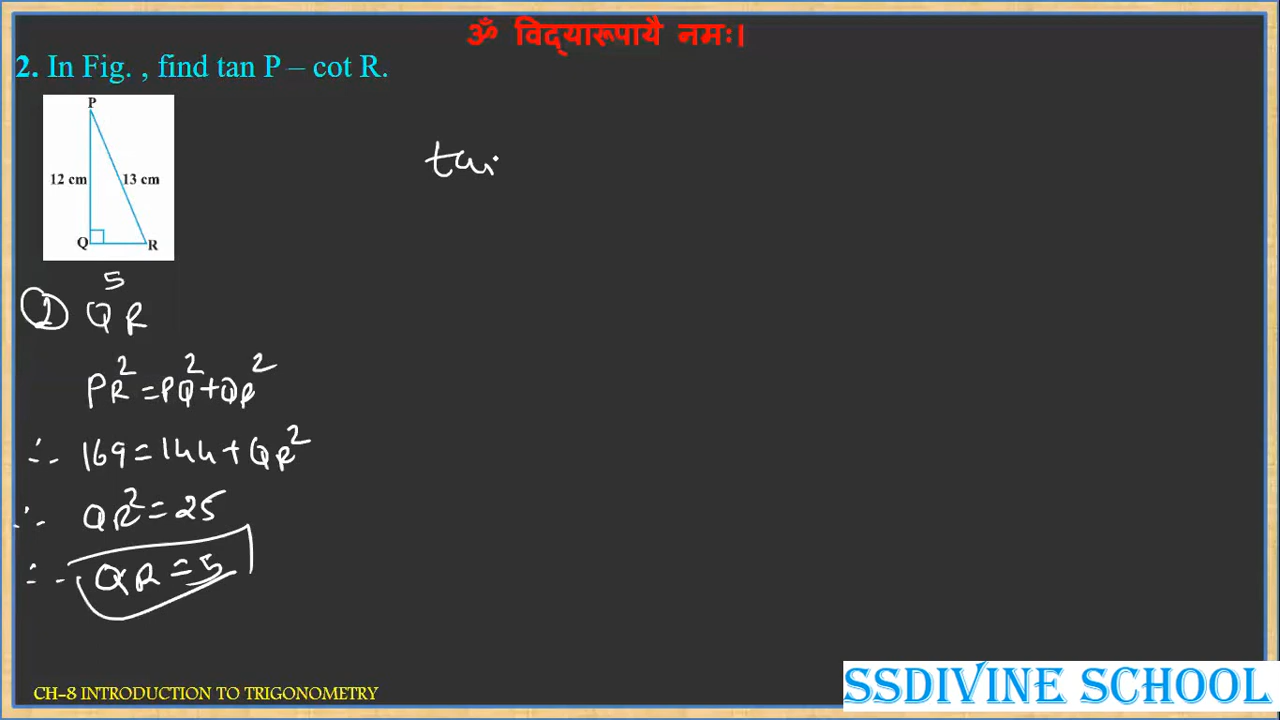 ॐ विद्यारूपायै नमः।
2. In Fig. , find tan P – cot R.
P
12 cm
13 cm
Q
R
5
① QR
PR²=PQ²+QR²
∴ 169=144+QR²
∴ QR²=25
∴ QR=5
CH-8 INTRODUCTION TO TRIGONOMETRY
SSDIVINE SCHOOL